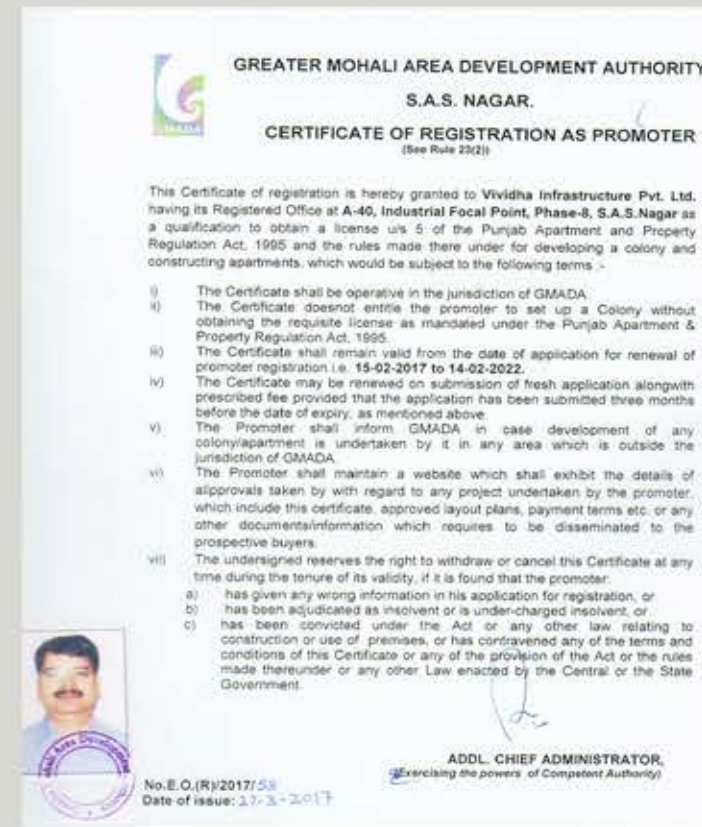 GREATER MOHALI AREA DEVELOPMENT AUTHORITY
S.A.S. NAGAR.
CERTIFICATE OF REGISTRATION AS PROMOTER
(See Rule 23(2))
GMADA
This Certificate of registration is hereby granted to Vividha Infrastructure Pvt. Ltd.
having its Registered Office at A-40, Industrial Focal Point, Phase-8, S.A.S.Nagar as
a qualification to obtain a license u/s 5 of the Punjab Apartment and Property
Regulation Act, 1995 and the rules made there under for developing a colony and
constructing apartments, which would be subject to the following terms :-
i) The Certificate shall be operative in the jurisdiction of GMADA
ii) The Certificate doesnot entitle the promoter to set up a Colony without
obtaining the requisite license as mandated under the Punjab Apartment &
Property Regulation Act, 1995.
iii) The Certificate shall remain valid from the date of application for renewal of
promoter registration i.e. 15-02-2017 to 14-02-2022.
iv) The Certificate may be renewed on submission of fresh application alongwith
prescribed fee provided that the application has been submitted three months
before the date of expiry, as mentioned above.
v) The Promoter shall inform GMADA in case development of any
colony/apartment is undertaken by it in any area which is outside the
jurisdiction of GMADA
vi) The Promoter shall maintain a website which shall exhibit the details of
allpprovals taken by with regard to any project undertaken by the promoter,
which include this certificate, approved layout plans, payment terms etc. or any
other documents/information which requires to be disseminated to the
prospective buyers.
vii) The undersigned reserves the right to withdraw or cancel this Certificate at any
time during the tenure of its validity, if it is found that the promoter:
a) has given any wrong information in his application for registration, or
b) has been adjudicated as insolvent or is under-charged insolvent, or
c) has been convicted under the Act or any other law relating to
construction or use of premises, or has contravened any of the terms and
conditions of this Certificate or any of the provision of the Act or the rules
made thereunder or any other Law enacted by the Central or the State
Government.
ADDL. CHIEF ADMINISTRATOR,
(Exercising the powers of Competent Authority)
No.E.O.(R)/2017/58
Date of issue: 27-3-2017
Area Development